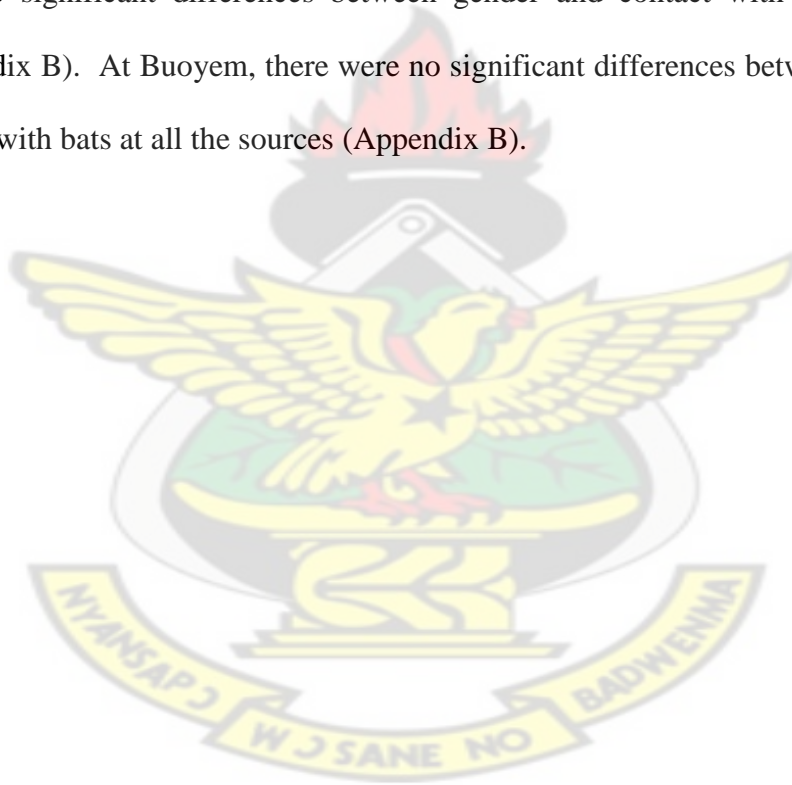 significant differences between gender and contact with
dix B). At Buoyem, there were no significant differences betw
with bats at all the sources (Appendix B).
NYANSAPƆ
WƆ SANE NO
BADWENMA